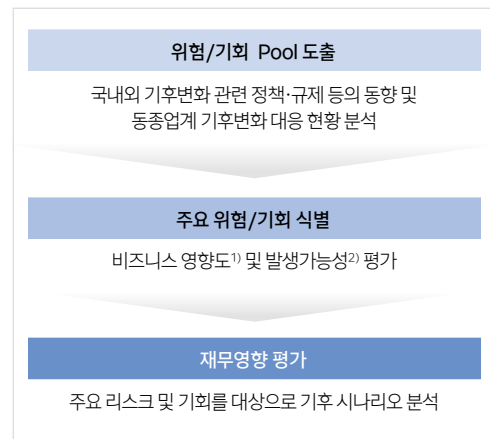 위험/기회 Pool 도출
국내외 기후변화 관련 정책·규제 등의 동향 및
동종업계 기후변화 대응 현황 분석
주요 위험/기회 식별
비즈니스 영향도1) 및 발생가능성2) 평가
재무영향 평가
주요 리스크 및 기회를 대상으로 기후 시나리오 분석